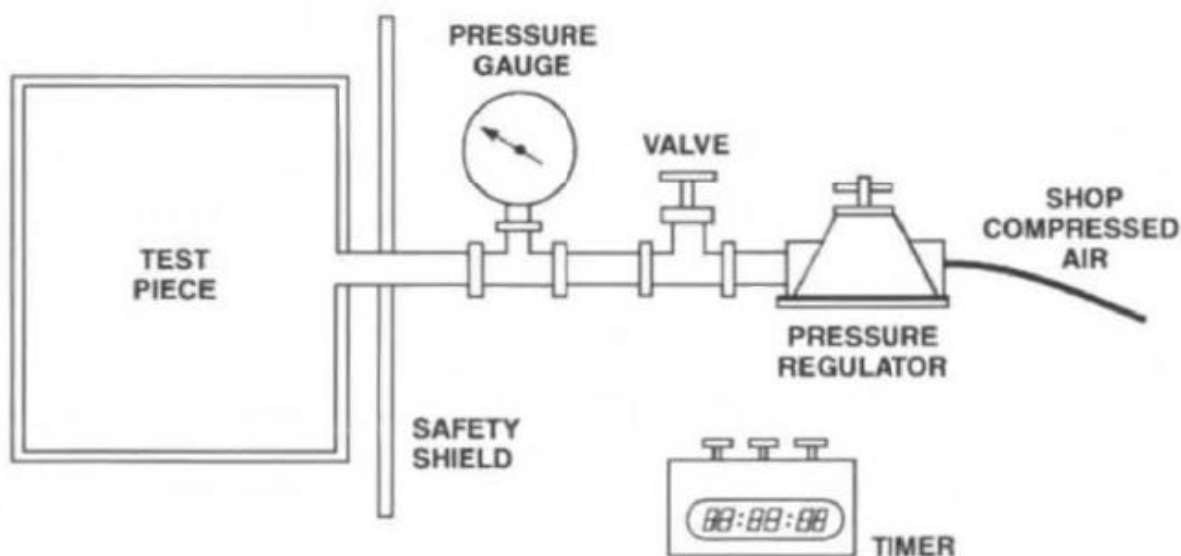 PRESSURE
GAUGE
VALVE
SHOP
COMPRESSED
AIR
TEST
PIECE
PRESSURE
REGULATOR
SAFETY
SHIELD
TIMER